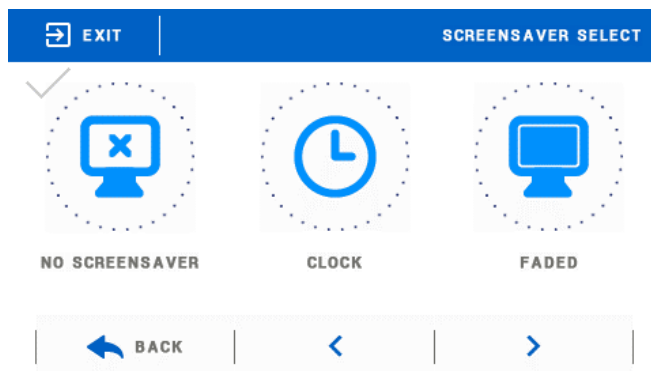 EXIT
SCREENSAVER SELECT
NO SCREENSAVER
CLOCK
FADED
BACK